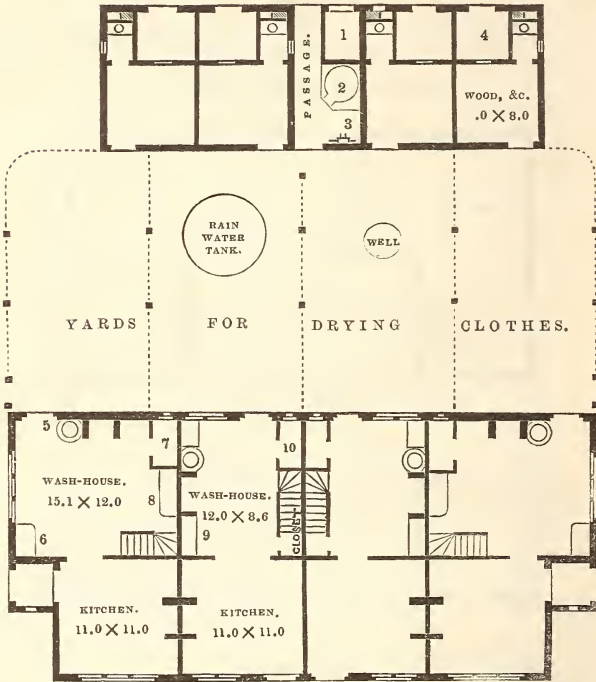 PASSAGE.
1
2
3
4
WOOD, &C.
.0 X 8.0
RAIN
WATER
TANK.
WELL
YARDS FOR DRYING CLOTHES.
5
7
10
WASH-HOUSE.
15.1 X 12.0
8
WASH-HOUSE.
12.0 X 8.6
6
9
CLOSET
KITCHEN.
11.0 X 11.0
KITCHEN.
11.0 X 11.0